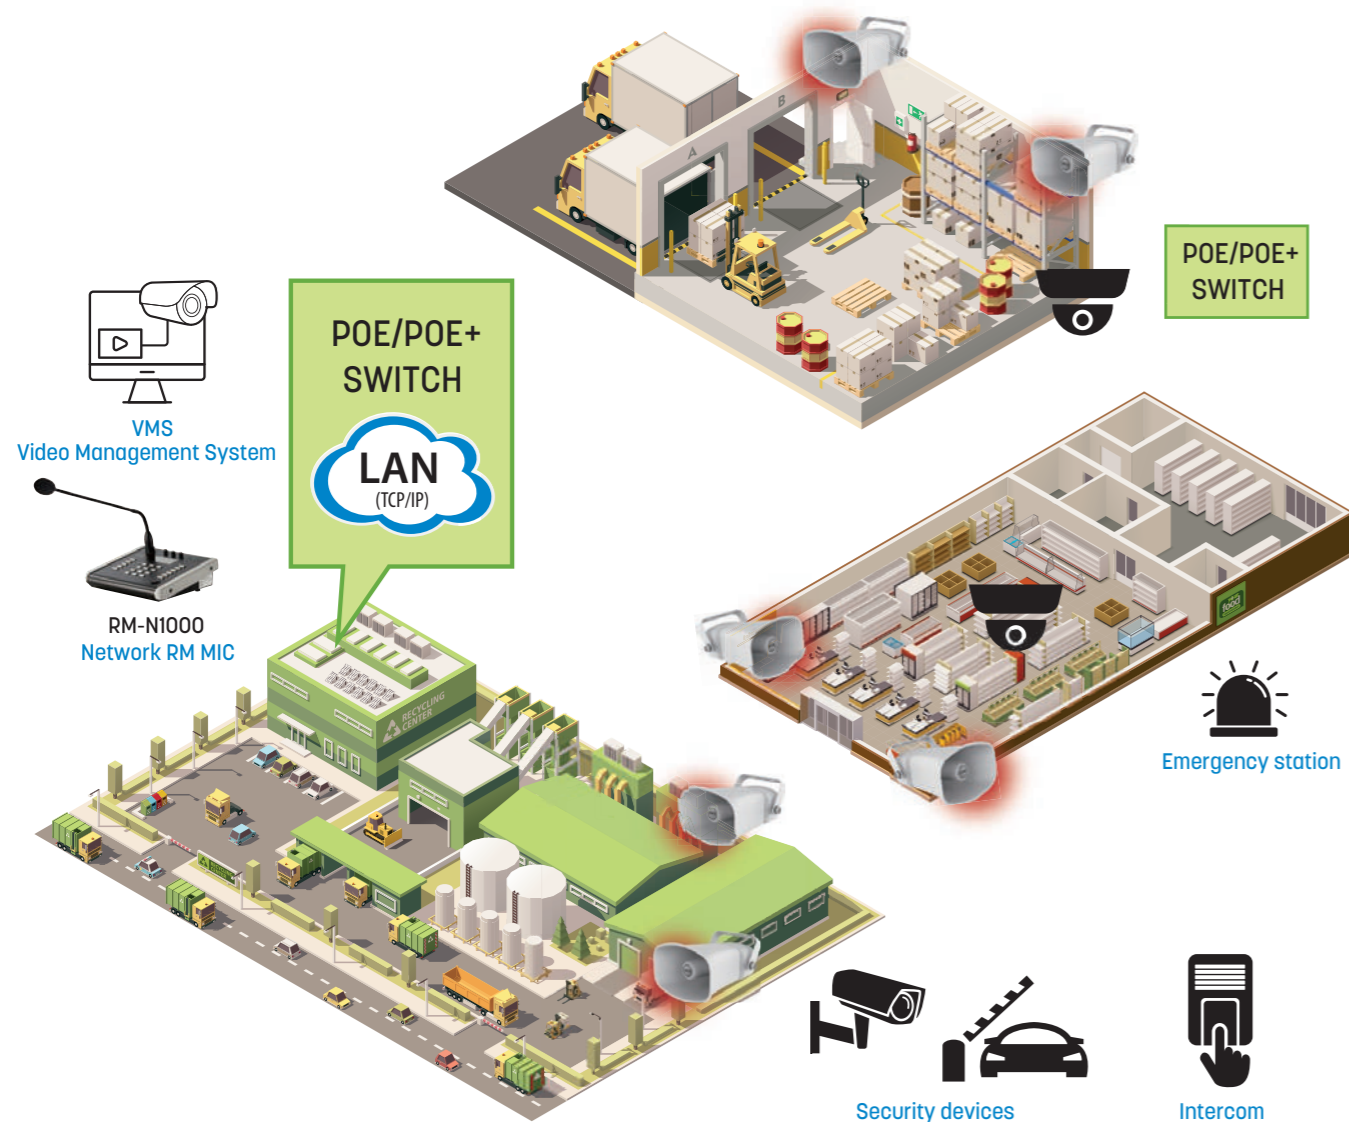 B
A
POE/POE+
SWITCH
POE/POE+
SWITCH
LAN
(TCP/IP)
VMS
Video Management System
RM-N1000
Network RM MIC
RECYCLING
CENTER
food
Emergency station
Security devices
Intercom